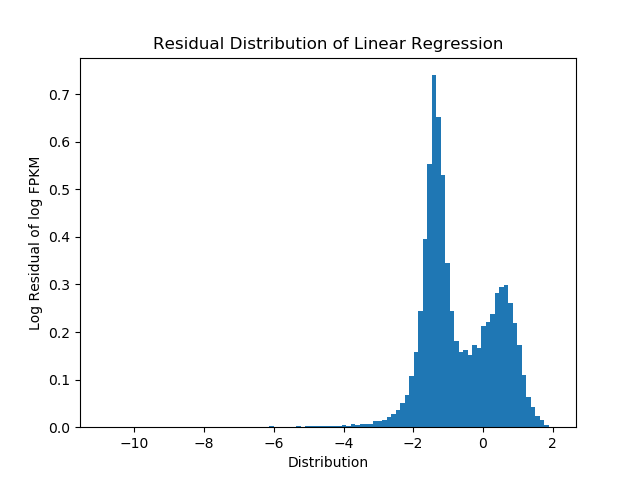 Residual Distribution of Linear Regression
Log Residual of log FPKM
0.7
0.6
0.5
0.4
0.3
0.2
0.1
0.0
−10 −8 −6 −4 −2 0 2
Distribution